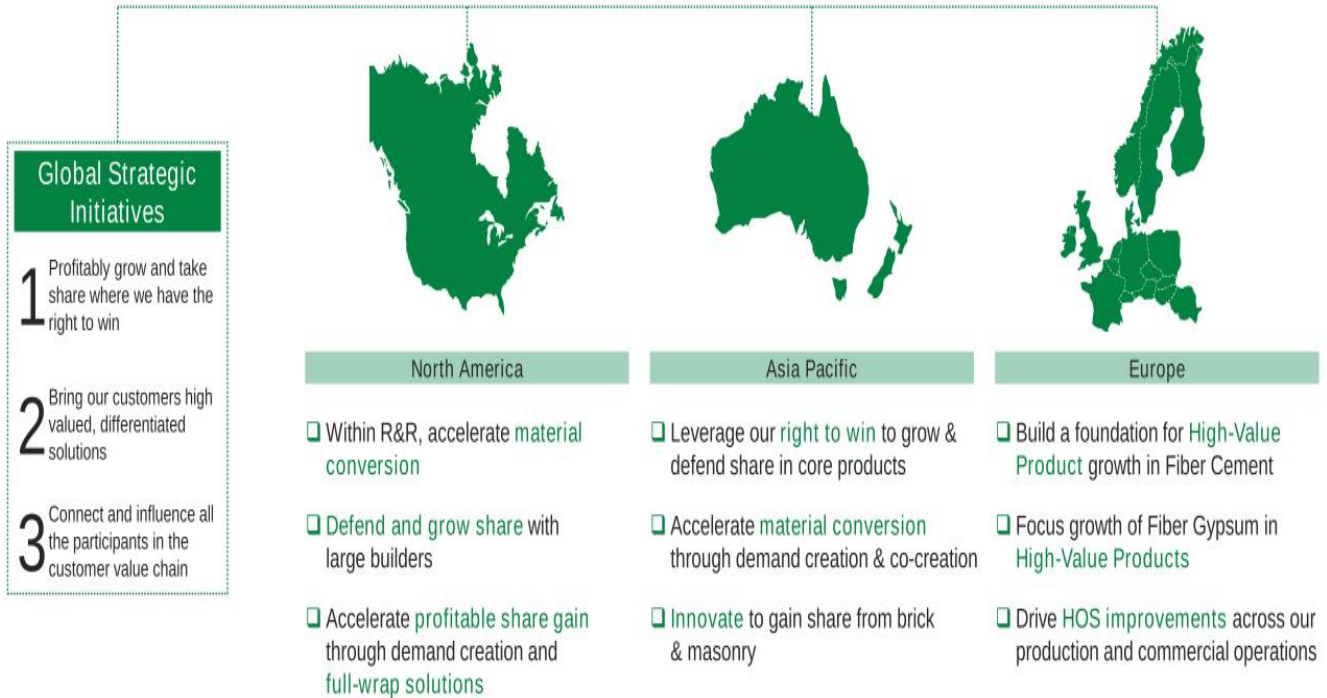 Global Strategic
Initiatives
1
Profitably grow and take
share where we have the
right to win
2
Bring our customers high
valued, differentiated
solutions
3
Connect and influence all
the participants in the
customer value chain
North America
❑ Within R&R, accelerate material
conversion
❑ Defend and grow share with
large builders
❑ Accelerate profitable share gain
through demand creation and
full-wrap solutions
Asia Pacific
❑ Leverage our right to win to grow &
defend share in core products
❑ Accelerate material conversion
through demand creation & co-creation
❑ Innovate to gain share from brick
& masonry
Europe
❑ Build a foundation for High-Value
Product growth in Fiber Cement
❑ Focus growth of Fiber Gypsum in
High-Value Products
❑ Drive HOS improvements across our
production and commercial operations